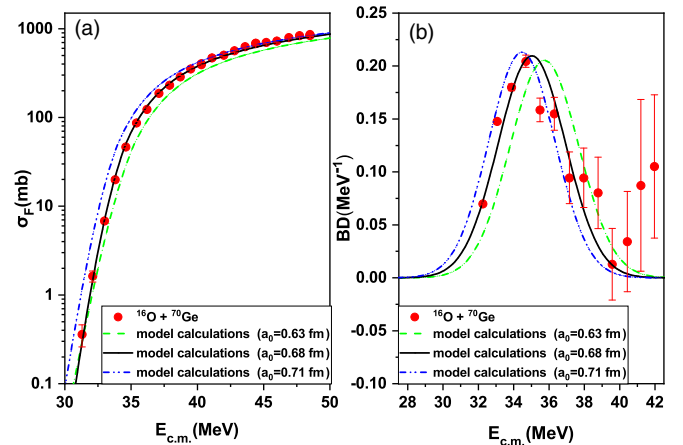 (a)
1000
100
10
1
0.1
σF(mb)
30 35 40 45 50
Ec.m.(MeV)
16O + 70Ge
model calculations (a0=0.63 fm)
model calculations (a0=0.68 fm)
model calculations (a0=0.71 fm)
(b)
0.25
0.20
0.15
0.10
0.05
0.00
-0.05
-0.10
BD(MeV-1)
28 30 32 34 36 38 40 42
Ec.m.(MeV)
16O + 70Ge
model calculations (a0=0.63 fm)
model calculations (a0=0.68 fm)
model calculations (a0=0.71 fm)